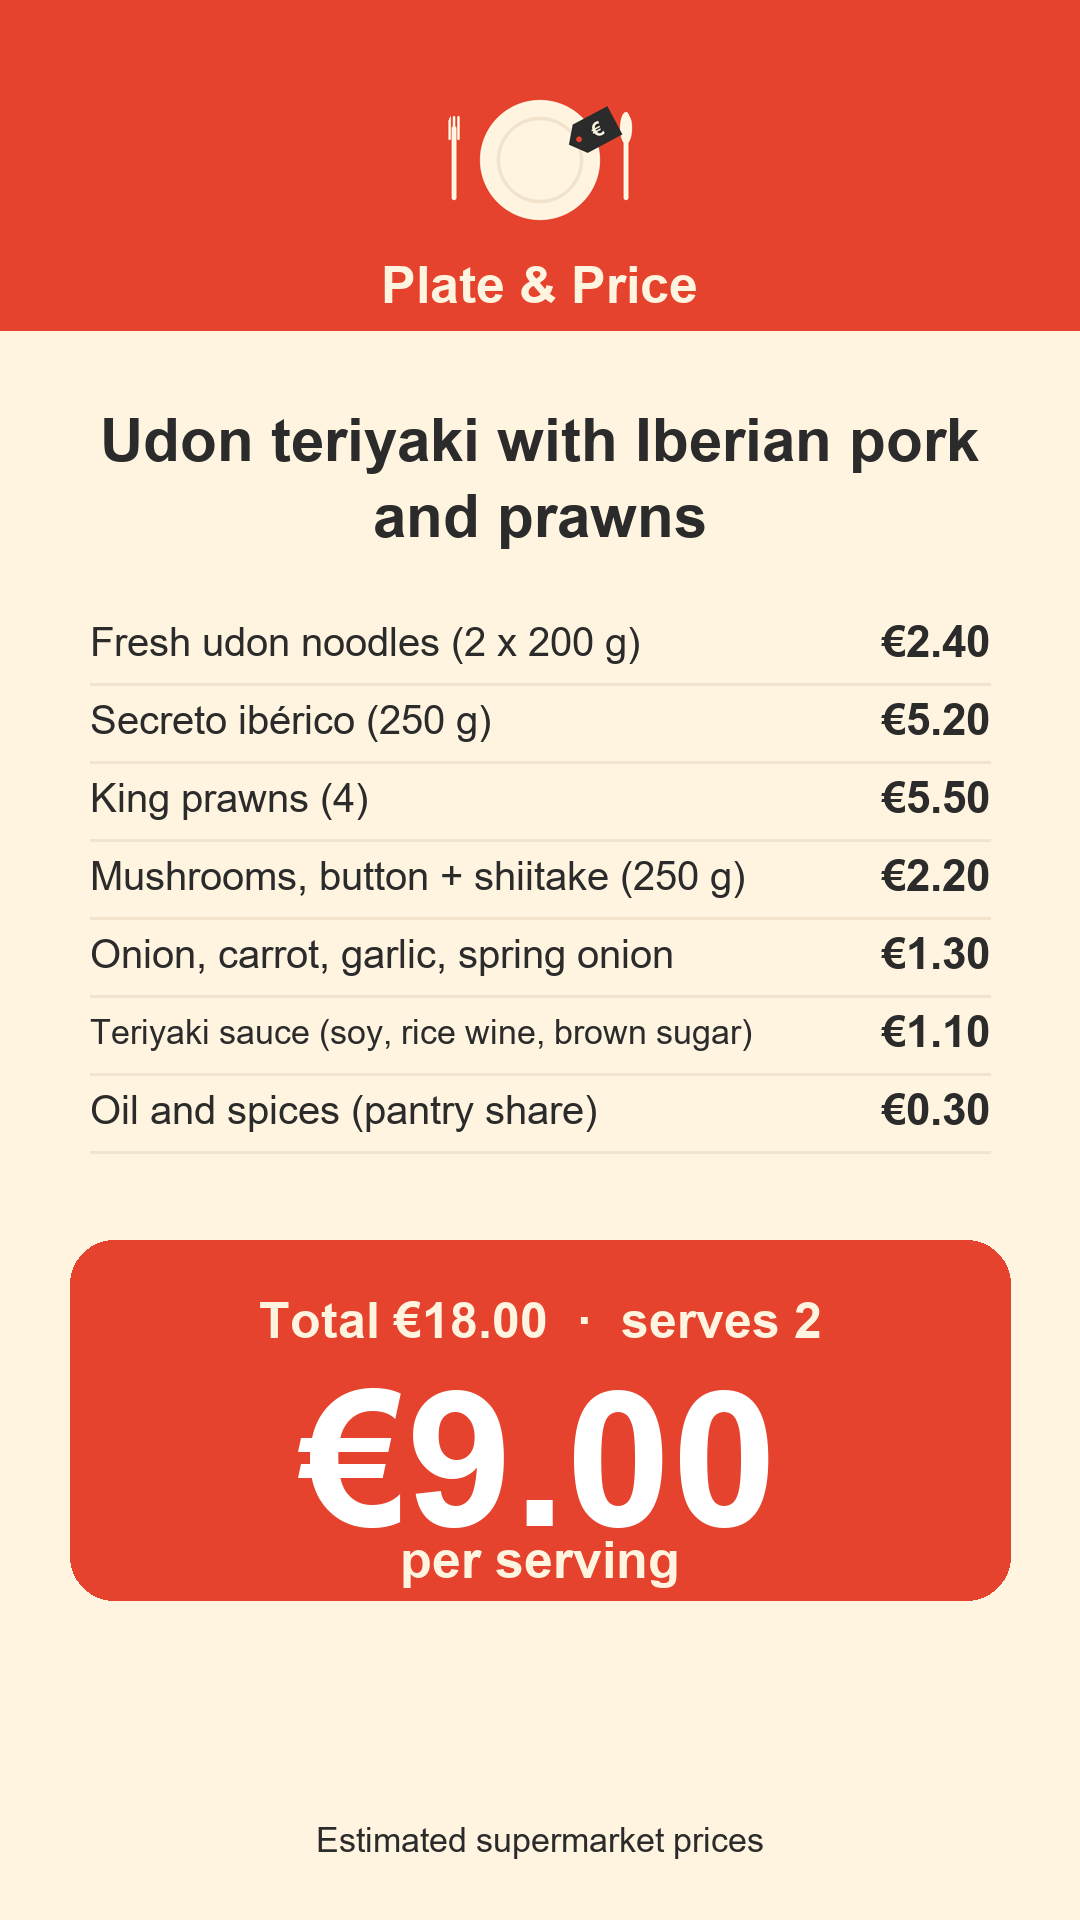 €
Plate & Price
Udon teriyaki with Iberian pork
and prawns
Fresh udon noodles (2 x 200 g) €2.40
Secreto ibérico (250 g) €5.20
King prawns (4) €5.50
Mushrooms, button + shiitake (250 g) €2.20
Onion, carrot, garlic, spring onion €1.30
Teriyaki sauce (soy, rice wine, brown sugar) €1.10
Oil and spices (pantry share) €0.30
Total €18.00 · serves 2
€9.00
per serving
Estimated supermarket prices